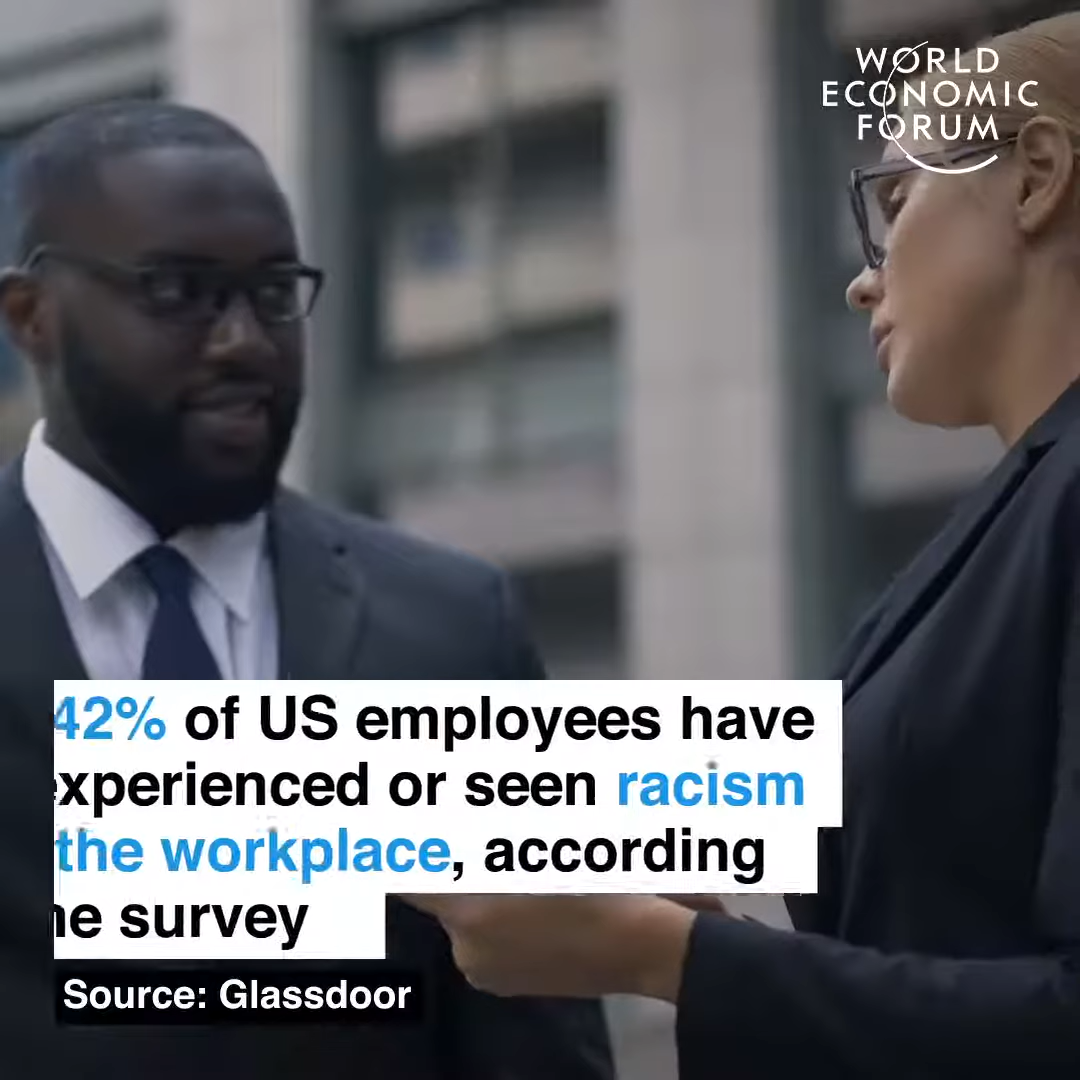 WORLD
ECONOMIC
FORUM
42% of US employees have
xperienced or seen racism
the workplace, according
e survey
Source: Glassdoor